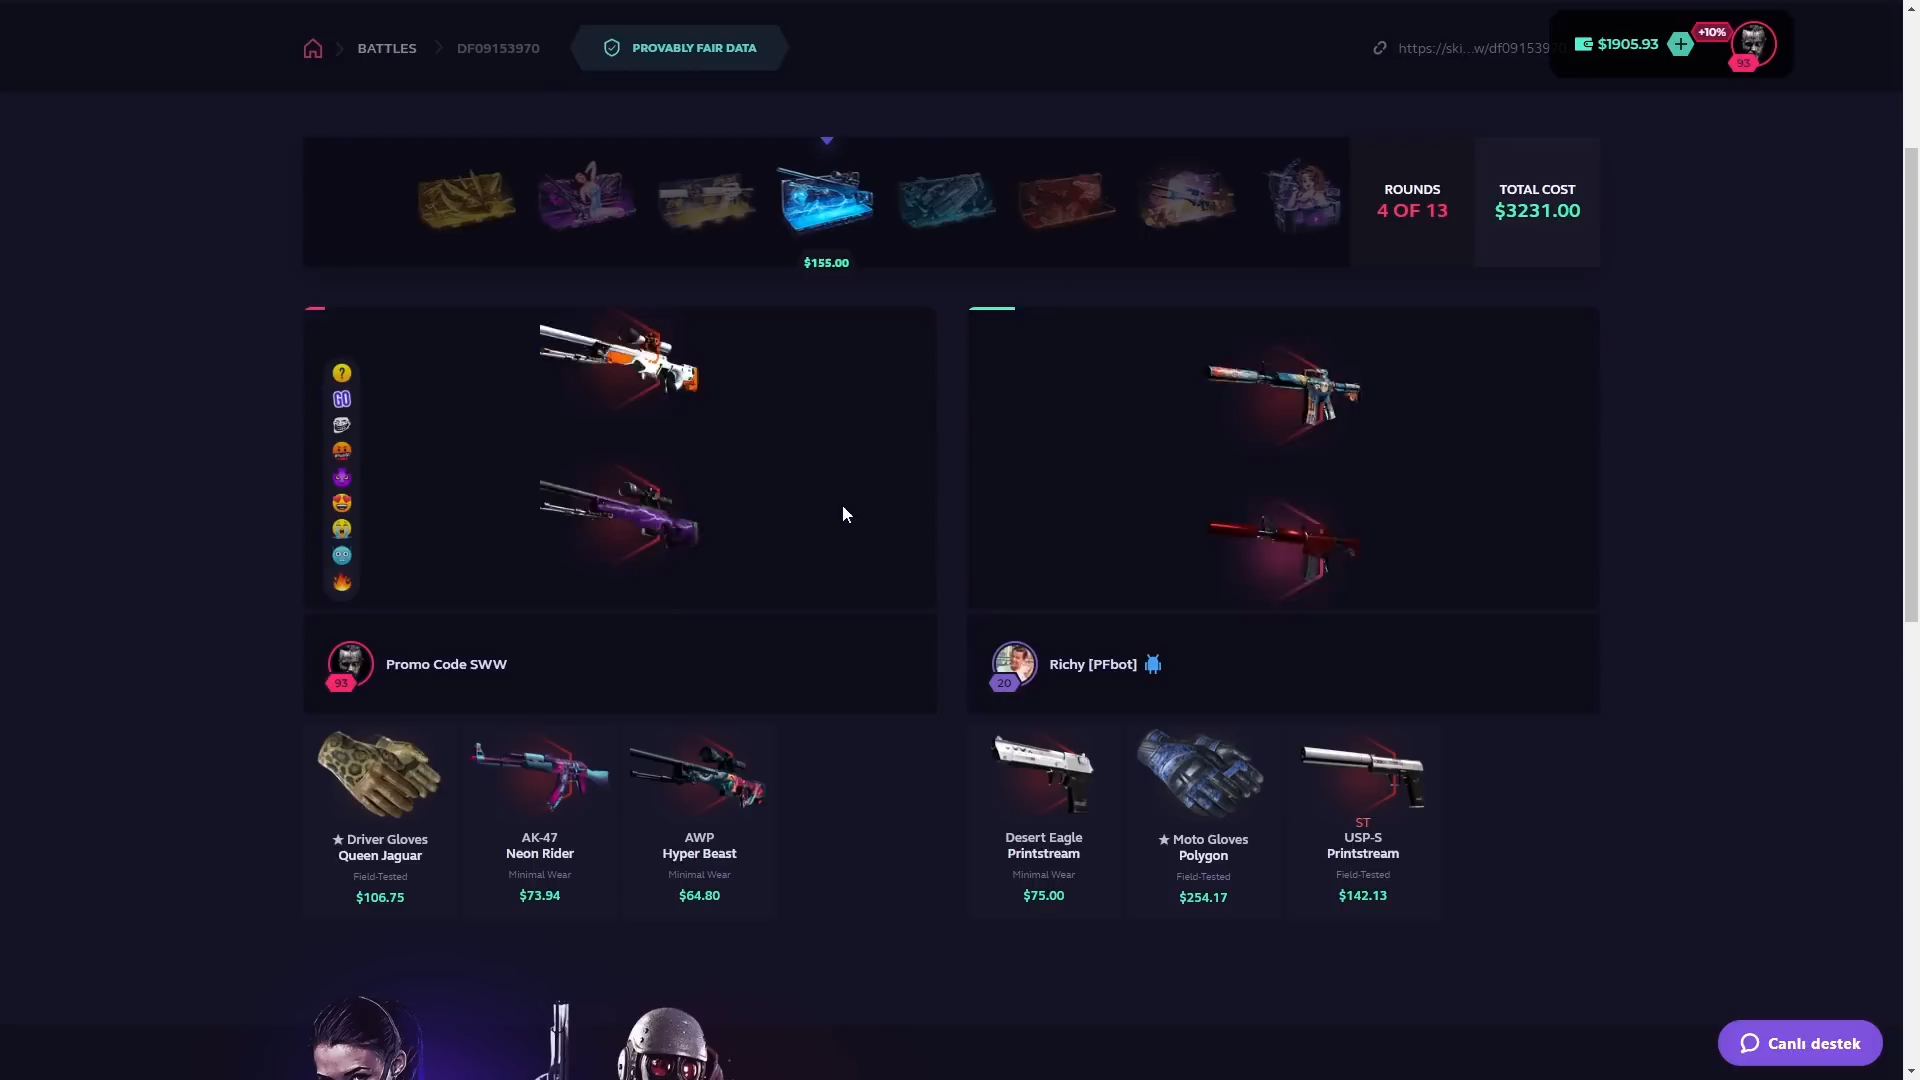 BATTLES
DF09153970
PROVABLY FAIR DATA
https://ski...w/df0915397
$1905.93
+10%
93
ROUNDS
4 OF 13
TOTAL COST
$3231.00
$155.00
?
GO
93
Promo Code SWW
20
Richy [PFbot]
★ Driver Gloves
Queen Jaguar
Field-Tested
$106.75
AK-47
Neon Rider
Minimal Wear
$73.94
AWP
Hyper Beast
Minimal Wear
$64.80
Desert Eagle
Printstream
Minimal Wear
$75.00
★ Moto Gloves
Polygon
Field-Tested
$254.17
ST
USP-S
Printstream
Field-Tested
$142.13
Canlı destek